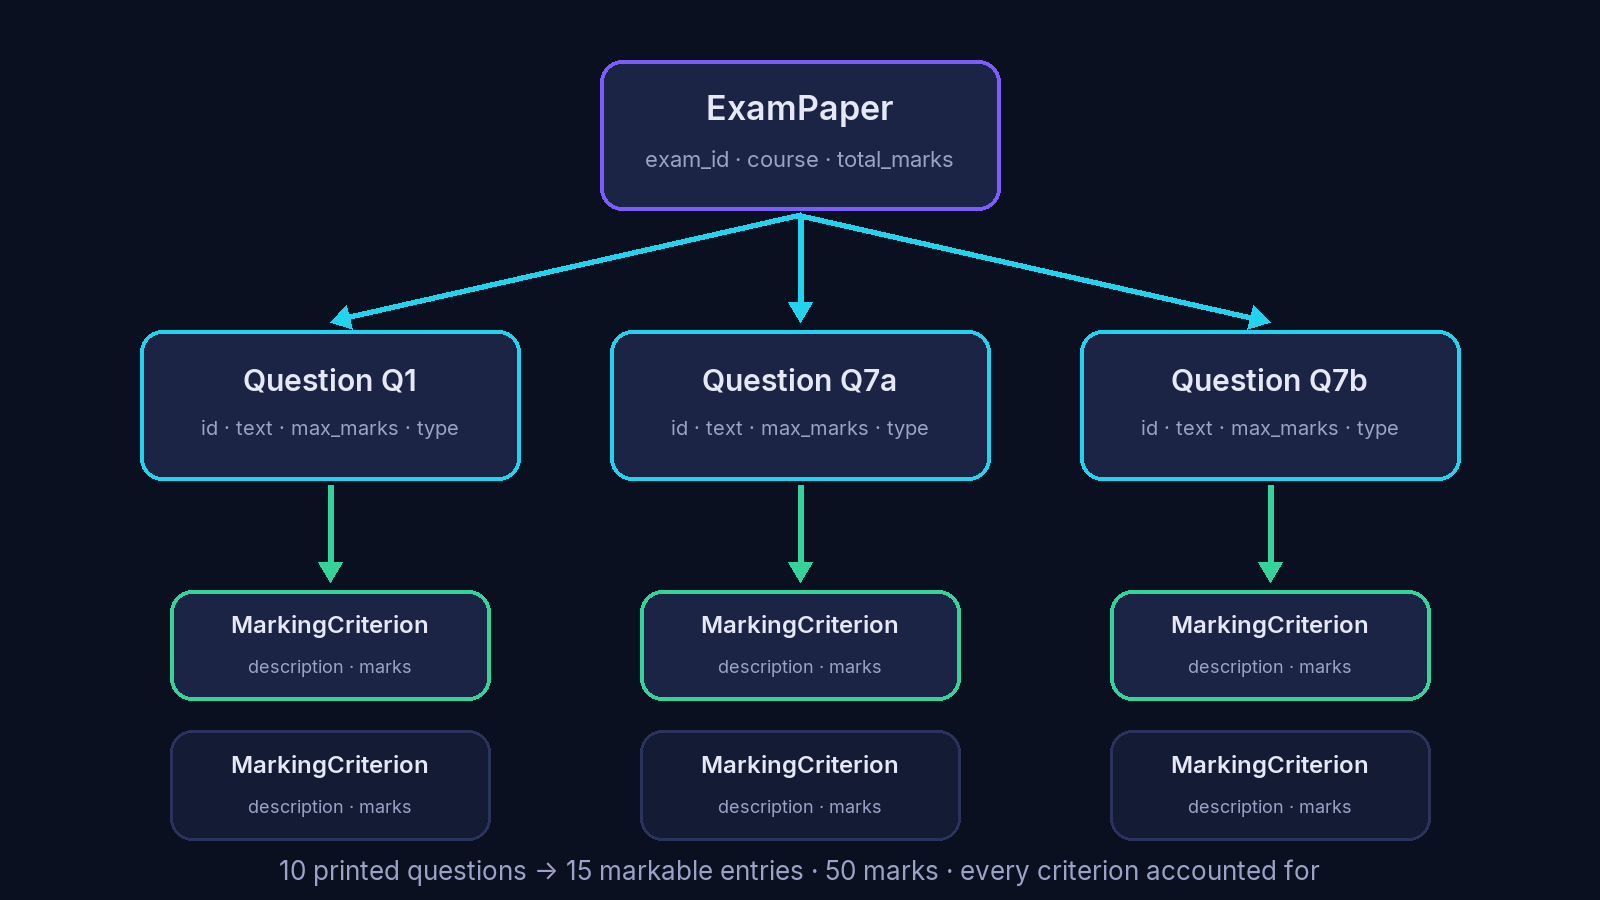 ExamPaper
exam_id · course · total_marks
Question Q1
id · text · max_marks · type
Question Q7a
id · text · max_marks · type
Question Q7b
id · text · max_marks · type
MarkingCriterion
description · marks
MarkingCriterion
description · marks
MarkingCriterion
description · marks
MarkingCriterion
description · marks
MarkingCriterion
description · marks
MarkingCriterion
description · marks
10 printed questions → 15 markable entries · 50 marks · every criterion accounted for